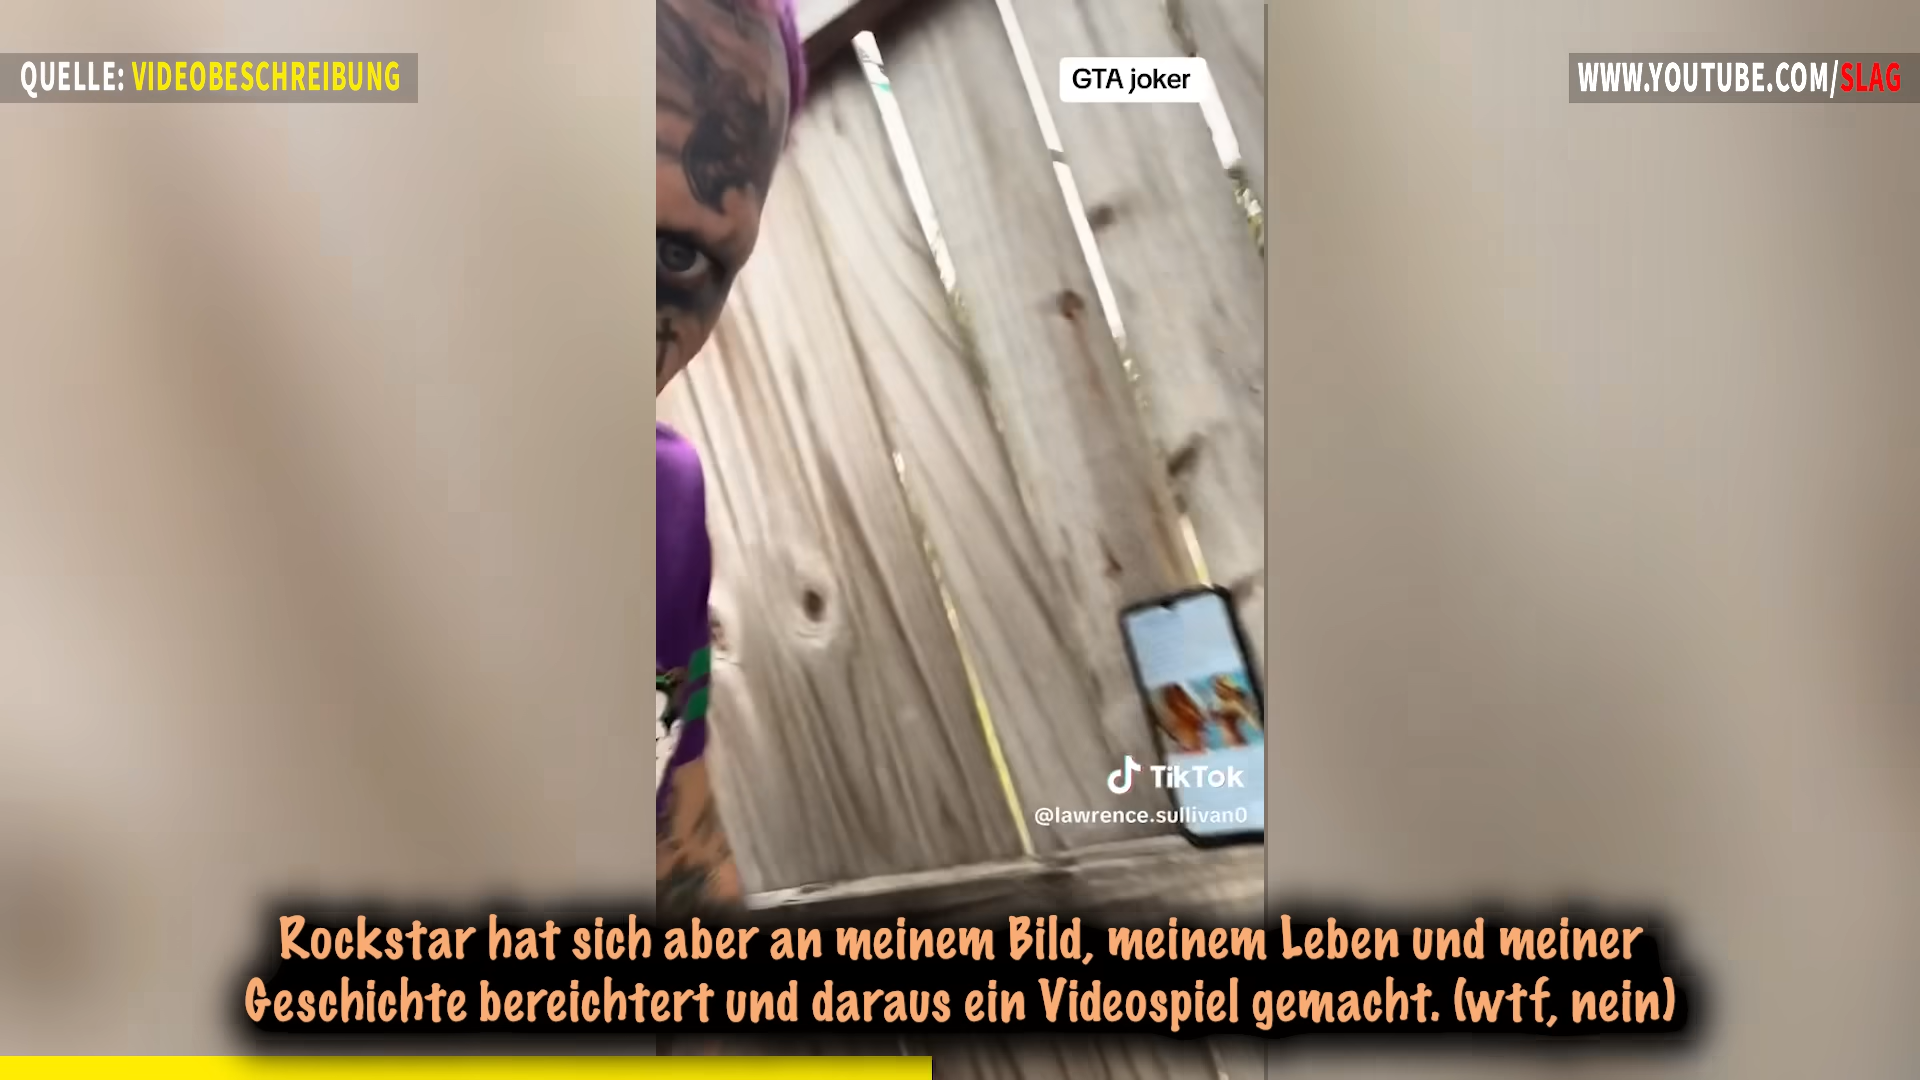 QUELLE: VIDEOBESCHREIBUNG
WWW.YOUTUBE.COM/SLAG
GTA joker
TikTok
@lawrence.sullivan0
Rockstar hat sich aber an meinem Bild, meinem Leben und meiner
Geschichte bereichtert und daraus ein Videospiel gemacht. (wtf, nein)